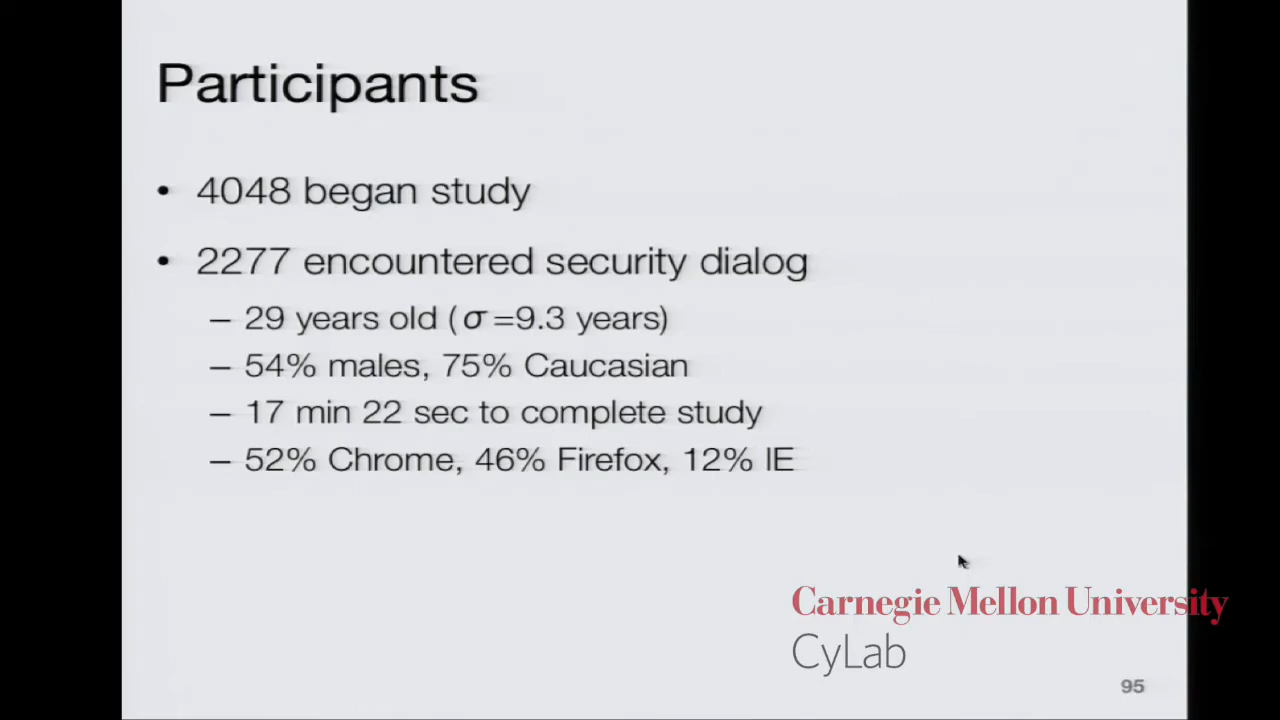 Participants
• 4048 began study
• 2277 encountered security dialog
– 29 years old (σ=9.3 years)
– 54% males, 75% Caucasian
– 17 min 22 sec to complete study
– 52% Chrome, 46% Firefox, 12% IE
Carnegie Mellon University
CyLab
95